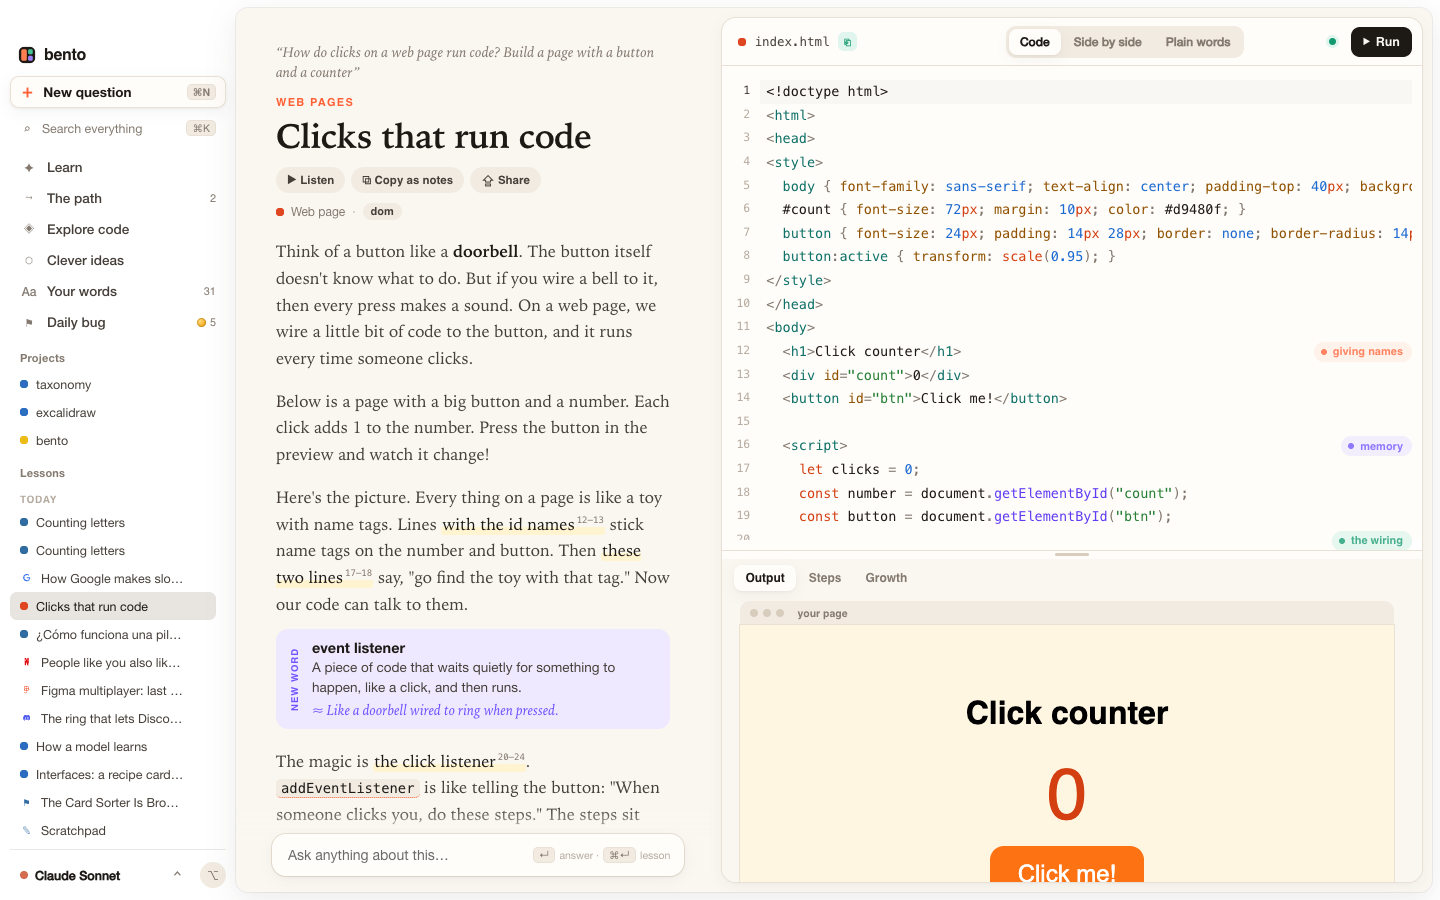 bento
New question ⌘N
Search everything ⌘K
Learn
The path 2
Explore code
Clever ideas
Aa Your words 31
Daily bug 5
Projects
taxonomy
excalidraw
bento
Lessons
TODAY
Counting letters
Counting letters
G How Google makes slo…
Clicks that run code
¿Cómo funciona una pil…
People like you also lik…
Figma multiplayer: last …
The ring that lets Disco…
How a model learns
Interfaces: a recipe card…
The Card Sorter Is Bro…
Scratchpad
Claude Sonnet ⌥
“How do clicks on a web page run code? Build a page with a button
and a counter”
WEB PAGES
Clicks that run code
Listen Copy as notes Share
Web page · dom
Think of a button like a doorbell. The button itself
doesn't know what to do. But if you wire a bell to it,
then every press makes a sound. On a web page, we
wire a little bit of code to the button, and it runs
every time someone clicks.
Below is a page with a big button and a number. Each
click adds 1 to the number. Press the button in the
preview and watch it change!
Here's the picture. Every thing on a page is like a toy
with name tags. Lines with the id names 12–13 stick
name tags on the number and button. Then these
two lines 17–18 say, "go find the toy with that tag." Now
our code can talk to them.
NEW WORD
event listener
A piece of code that waits quietly for something to
happen, like a click, and then runs.
≈ Like a doorbell wired to ring when pressed.
The magic is the click listener 20–24.
addEventListener is like telling the button: "When
someone clicks you, do these steps." The steps sit
Ask anything about this… ↵ answer · ⌘↵ lesson
index.html Code Side by side Plain words Run
1 <!doctype html>
2 <html>
3 <head>
4 <style>
5 body { font-family: sans-serif; text-align: center; padding-top: 40px; backgro
6 #count { font-size: 72px; margin: 10px; color: #d9480f; }
7 button { font-size: 24px; padding: 14px 28px; border: none; border-radius: 14p
8 button:active { transform: scale(0.95); }
9 </style>
10 </head>
11 <body>
12 <h1>Click counter</h1> giving names
13 <div id="count">0</div>
14 <button id="btn">Click me!</button>
15
16 <script> memory
17 let clicks = 0;
18 const number = document.getElementById("count");
19 const button = document.getElementById("btn");
20 the wiring
Output Steps Growth
your page
Click counter
0
Click me!